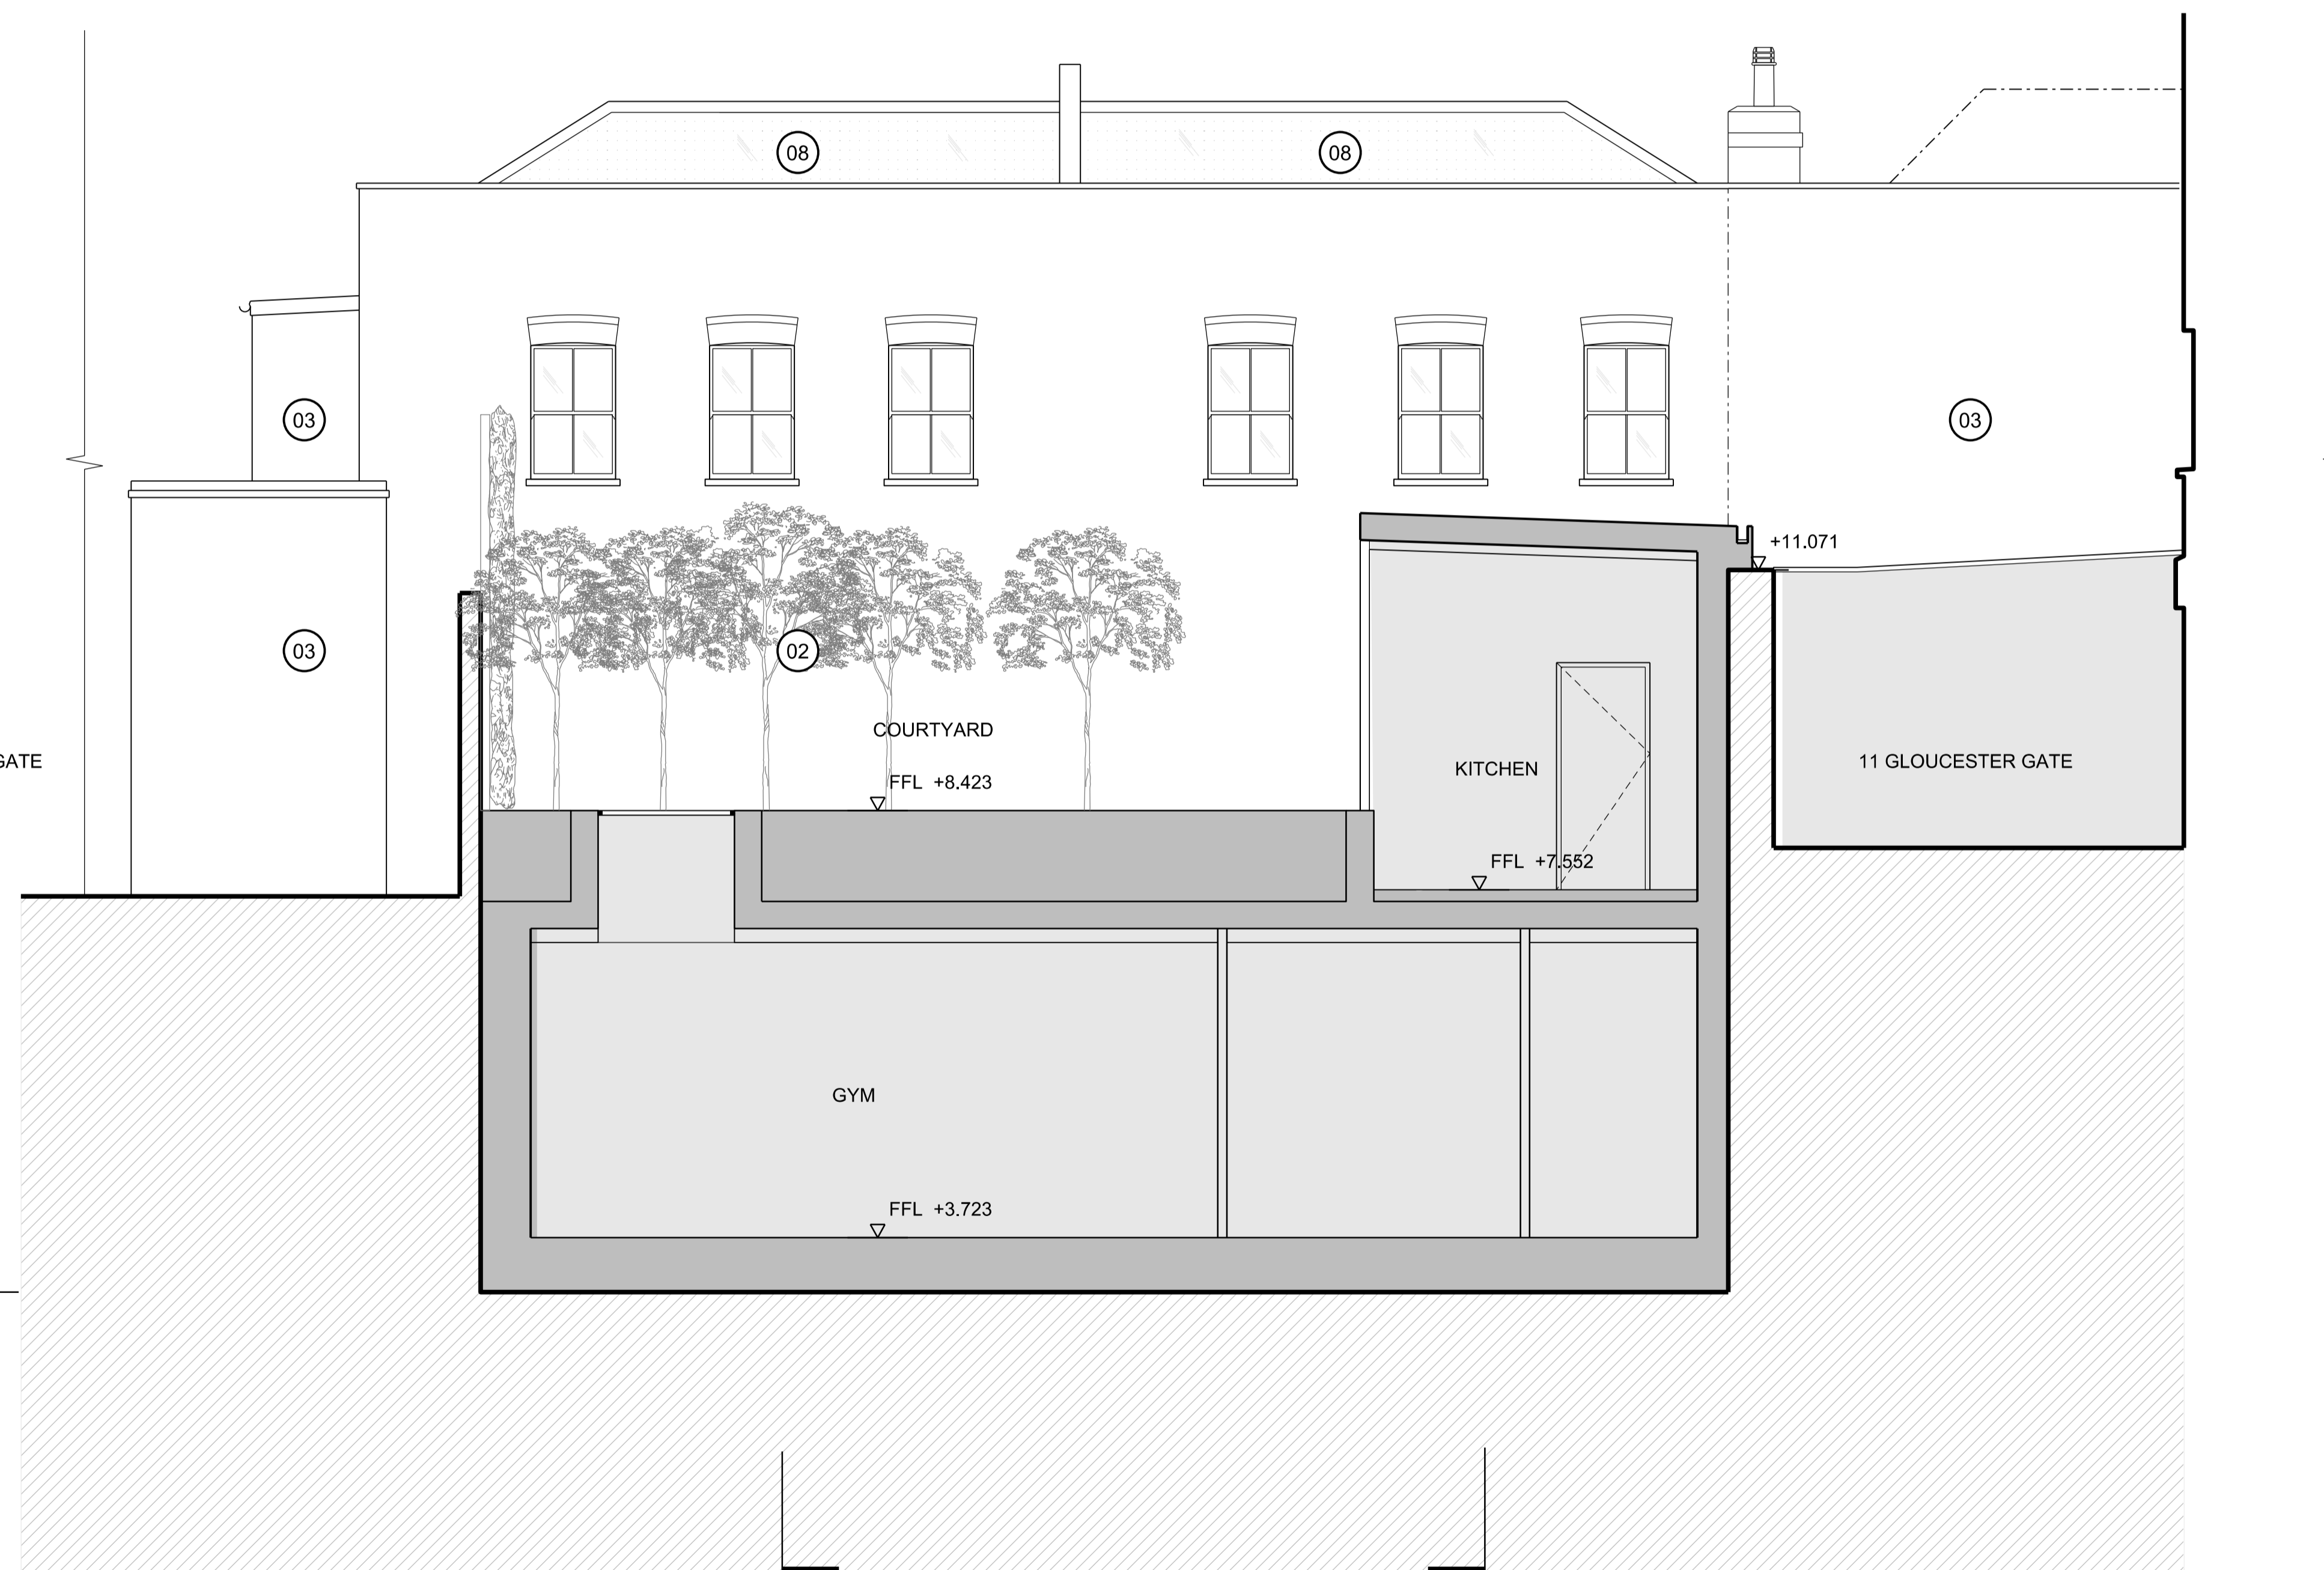 08
08
03
03
+11.071
03
02
COURTYARD
GATE
KITCHEN
11 GLOUCESTER GATE
FFL +8.423
FFL +7.552
GYM
FFL +3.723